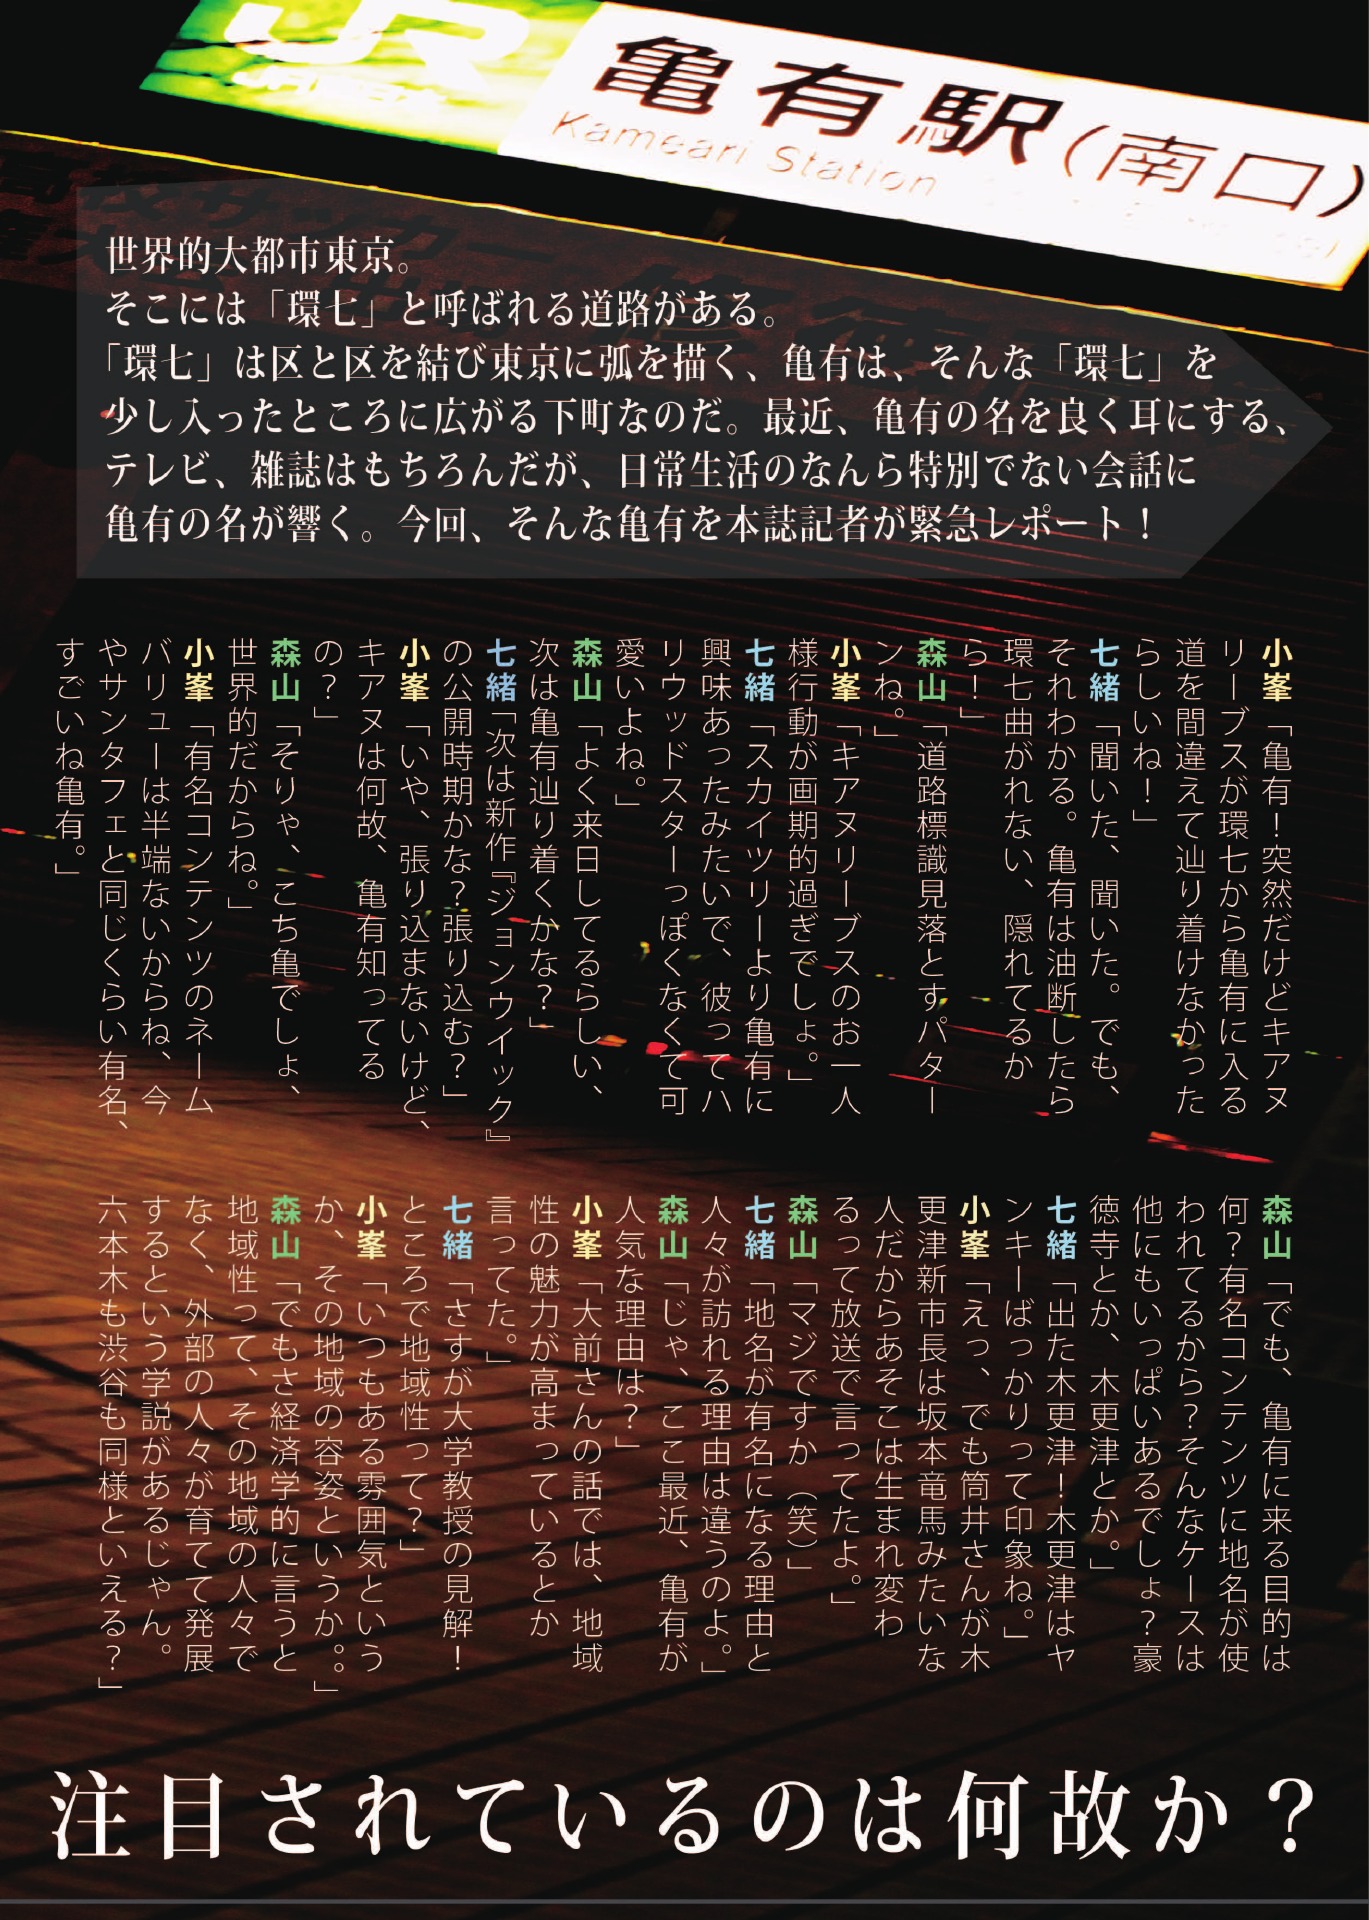 JR
亀有駅(南口)
Kameari Station
世界的大都市東京。
そこには「環七」と呼ばれる道路がある。
「環七」は区と区を結び東京に弧を描く、亀有は、そんな「環七」を
少し入ったところに広がる下町なのだ。最近、亀有の名を良く耳にする、
テレビ、雑誌はもちろんだが、日常生活のなんら特別でない会話に
亀有の名が響く。今回、そんな亀有を本誌記者が緊急レポート！
小峯「亀有！突然だけどキアヌ
リーブスが環七から亀有に入る
道を間違えて辿り着けなかった
らしいね！」
七緒「聞いた、聞いた。でも、
それわかる。亀有は油断したら
環七曲がれない、隠れてるか
ら！」
森山「道路標識見落とすパター
ンね。」
小峯「キアヌリーブスのお一人
様行動が画期的過ぎでしょ。」
七緒「スカイツリーより亀有に
興味あったみたいで、彼ってハ
リウッドスターっぽくなくて可
愛いよね。」
森山「よく来日してるらしい、
次は亀有辿り着くかな？」
七緒「次は新作『ジョンウイック』
の公開時期かな？張り込む？」
小峯「いや、張り込まないけど、
キアヌは何故、亀有知ってる
の？」
森山「そりゃ、こち亀でしょ、
世界的だからね。」
小峯「有名コンテンツのネーム
バリューは半端ないからね、今
やサンタフェと同じくらい有名、
すごいね亀有。」
森山「でも、亀有に来る目的は
何？有名コンテンツに地名が使
われてるから？そんなケースは
他にもいっぱいあるでしょ？豪
徳寺とか、木更津とか。」
七緒「出た木更津！木更津はヤ
ンキーばっかりって印象ね。」
小峯「えっ、でも筒井さんが木
更津新市長は坂本竜馬みたいな
人だからあそこは生まれ変わ
るって放送で言ってたよ。」
森山「マジですか（笑）」
七緒「地名が有名になる理由と
人々が訪れる理由は違うのよ。」
森山「じゃ、ここ最近、亀有が
人気な理由は？」
小峯「大前さんの話では、地域
性の魅力が高まっているとか
言ってた。」
七緒「さすが大学教授の見解！
ところで地域性って？」
小峯「いつもある雰囲気という
か、その地域の容姿というか。。」
森山「でもさ経済学的に言うと
地域性って、その地域の人々で
なく、外部の人々が育てて発展
するという学説があるじゃん。
六本木も渋谷も同様といえる？」
注目されているのは何故か？